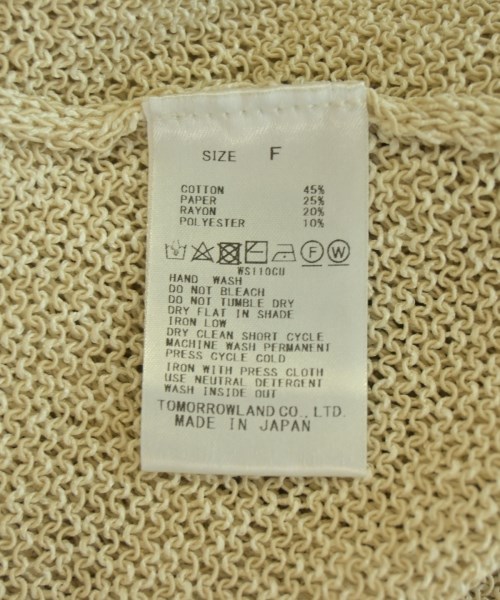 SIZE F
COTTON 45%
PAPER 25%
RAYON 20%
POLYESTER 10%
F W
WS110CU
HAND WASH
DO NOT BLEACH
DO NOT TUMBLE DRY
DRY FLAT IN SHADE
IRON LOW
DRY CLEAN SHORT CYCLE
MACHINE WASH PERMANENT
PRESS CYCLE COLD
IRON WITH PRESS CLOTH
USE NEUTRAL DETERGENT
WASH INSIDE OUT
TOMORROWLAND CO., LTD.
MADE IN JAPAN